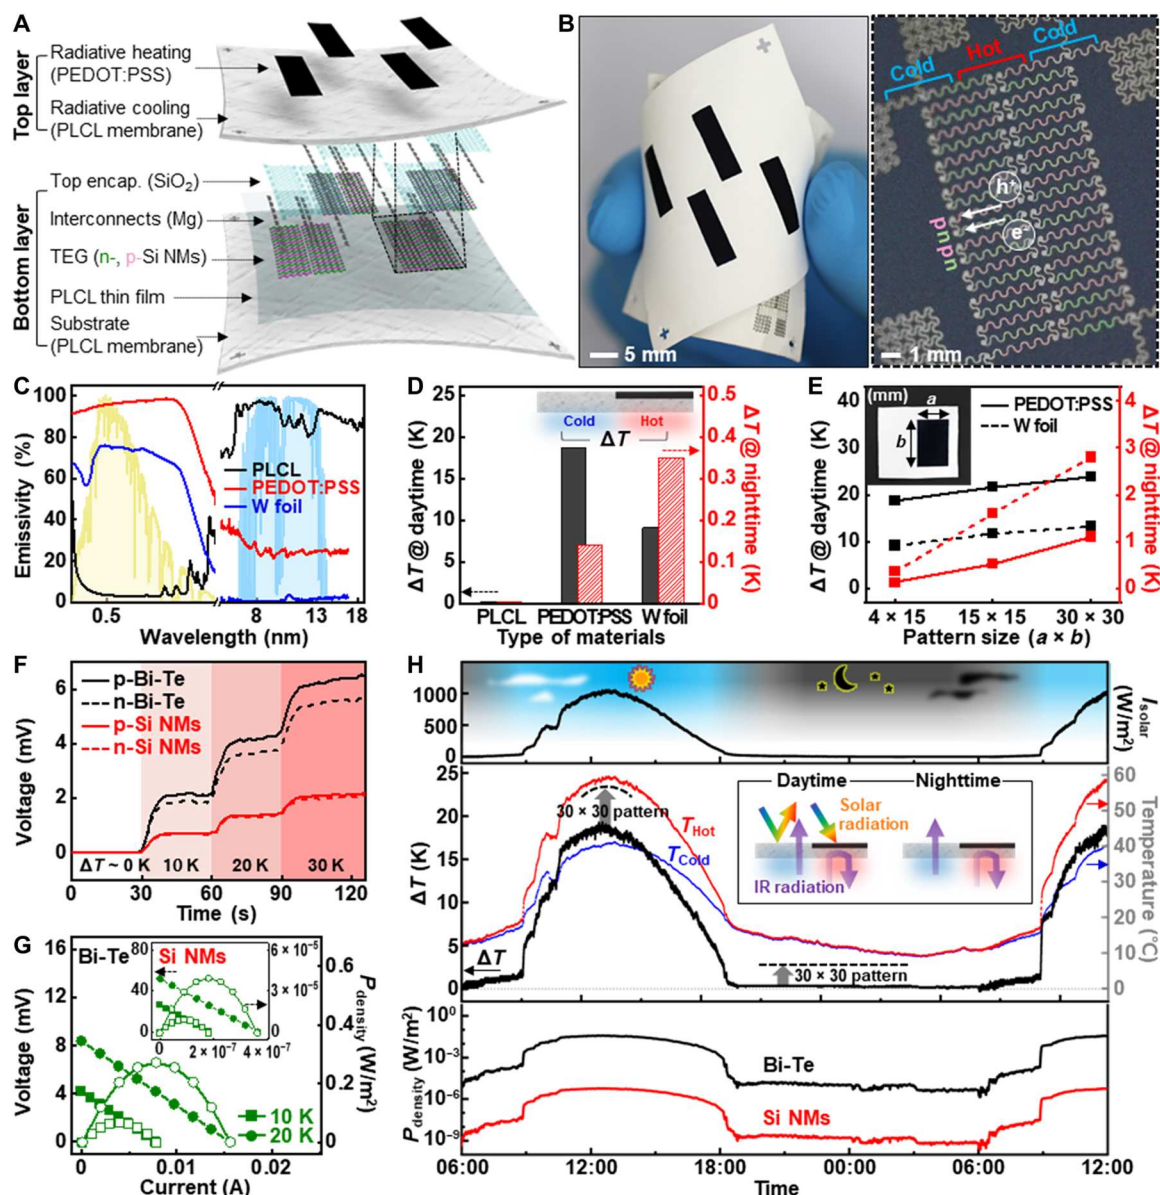 A
Top layer
Radiative heating
(PEDOT:PSS)
Radiative cooling
(PLCL membrane)
Bottom layer
Top encap. (SiO2)
Interconnects (Mg)
TEG (n-, p-Si NMs)
PLCL thin film
Substrate
(PLCL membrane)
B
5 mm
Cold
Hot
Cold
h+
e-
pnpn
1 mm
C
Emissivity (%)
100
80
60
40
20
0
PLCL
PEDOT:PSS
W foil
0.5 8 13 18
Wavelength (nm)
D
ΔT@ daytime (K)
25
20
15
10
5
0
Cold Hot
ΔT
0.5
0.4
0.3
0.2
0.1
0
ΔT@ nighttime (K)
PLCL PEDOT:PSS W foil
Type of materials
E
ΔT@ daytime (K)
40
30
20
10
0
(mm)
a
b
PEDOT:PSS
W foil
4
3
2
1
0
ΔT@ nighttime (K)
4 × 15 15 × 15 30 × 30
Pattern size (a × b)
F
Voltage (mV)
6
4
2
0
p-Bi-Te
n-Bi-Te
p-Si NMs
n-Si NMs
ΔT ~ 0 K 10 K 20 K 30 K
0 30 60 90 120
Time (s)
G
Voltage (mV)
16
12
8
4
0
Bi-Te
Si NMs
80
40
0
6 × 10-5
3 × 10-5
0
0 2 × 10-7 4 × 10-7
0.6
0.4
0.2
0
Pdensity (W/m2)
10 K
20 K
0 0.01 0.02
Current (A)
H
1000
500
0
Isolar
(W/m2)
ΔT (K)
25
20
15
10
5
0
30 × 30 pattern
THot
TCold
Daytime Nighttime
Solar
radiation
IR radiation
ΔT
30 × 30 pattern
60
50
40
30
20
10
0
Temperature (°C)
Pdensity (W/m2)
100
10-3
10-6
10-9
Bi-Te
Si NMs
06:00 12:00 18:00 00:00 06:00 12:00
Time